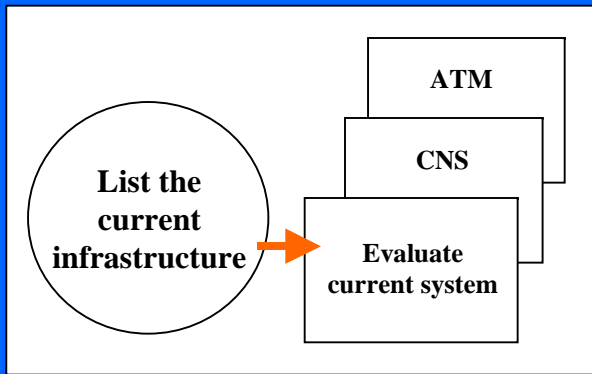 ATM
CNS
List the
current
infrastructure
Evaluate
current system